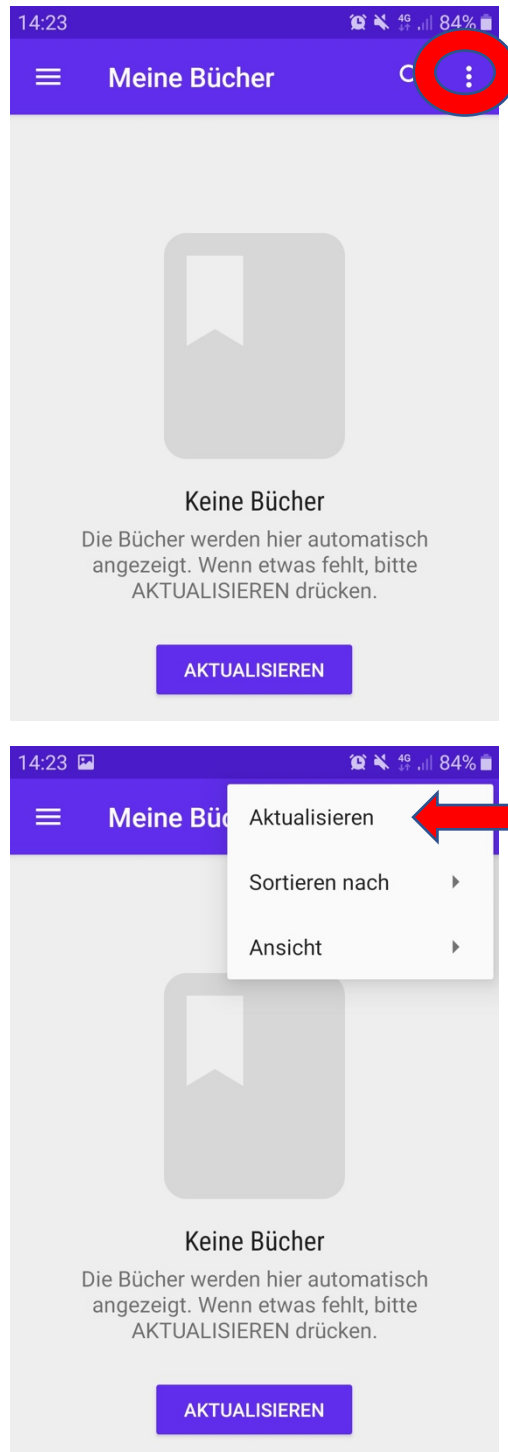 14:23 4G 84%
Meine Bücher
Keine Bücher
Die Bücher werden hier automatisch
angezeigt. Wenn etwas fehlt, bitte
AKTUALISIEREN drücken.
AKTUALISIEREN
14:23 4G 84%
Meine Büc
Aktualisieren
Sortieren nach
Ansicht
Keine Bücher
Die Bücher werden hier automatisch
angezeigt. Wenn etwas fehlt, bitte
AKTUALISIEREN drücken.
AKTUALISIEREN